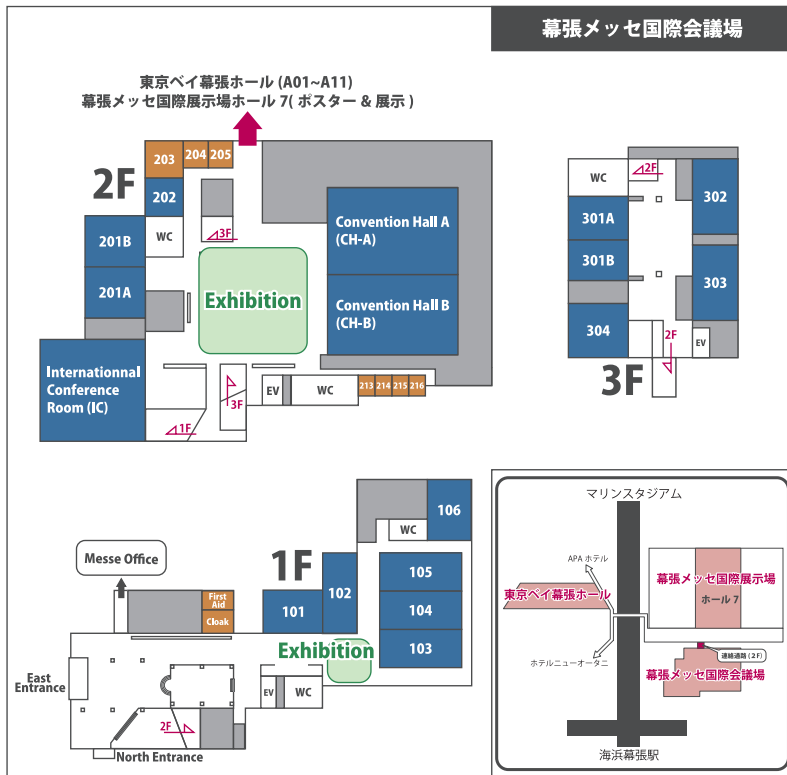 幕張メッセ国際会議場
東京ベイ幕張ホール (A01~A11)
幕張メッセ国際展示場ホール 7( ポスター & 展示 )
2F
203
204
205
202
WC
3F
201B
201A
Exhibition
Convention Hall A
(CH-A)
Convention Hall B
(CH-B)
Internationnal
Conference
Room (IC)
1F
3F
EV
WC
213
214
215
216
WC
2F
302
301A
301B
303
304
2F
EV
3F
1F
106
WC
Messe Office
First
Aid
Cloak
101
102
105
104
103
Exhibition
East
Entrance
EV
WC
2F
North Entrance
マリンスタジアム
APA ホテル
東京ベイ幕張ホール
幕張メッセ国際展示場
ホール 7
連絡通路 (2F)
ホテルニューオータニ
幕張メッセ国際会議場
海浜幕張駅